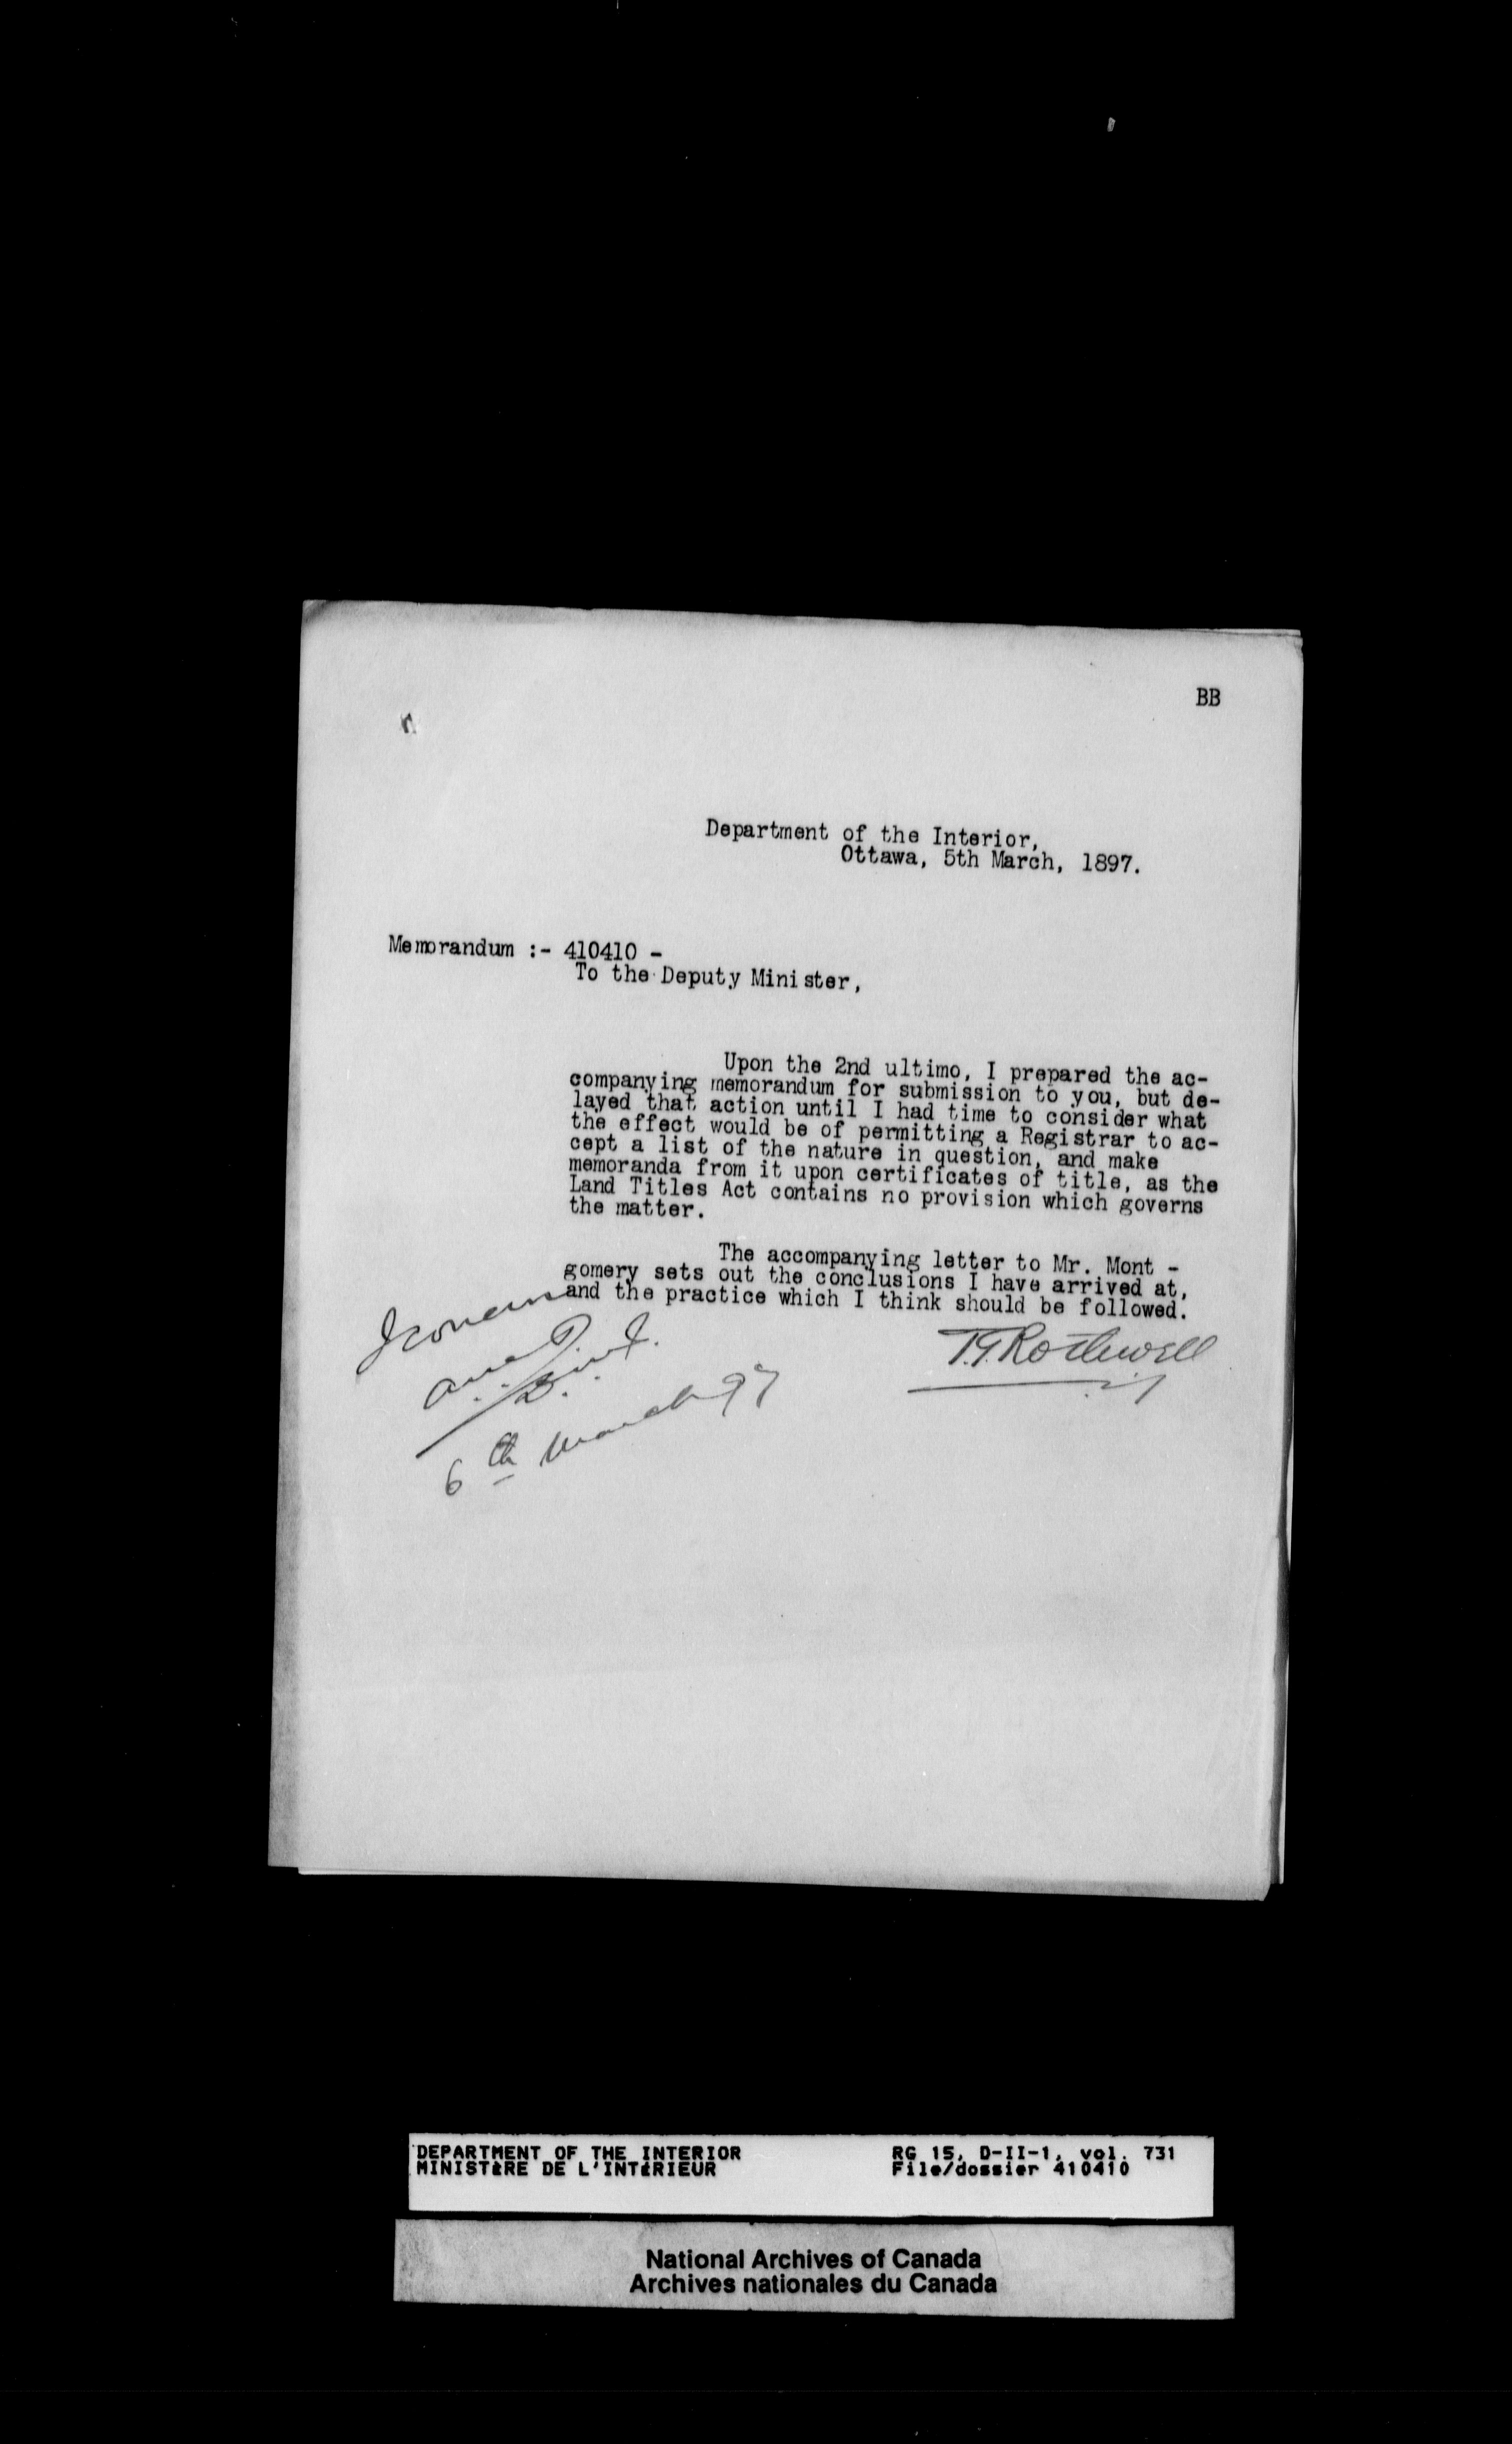 BB
Department of the Interior,
Ottawa, 5th March, 1897.
Memorandum :- 410410 -
To the Deputy Minister,
Upon the 2nd ultimo, I prepared the ac-
companying memorandum for submission to you, but de-
layed that action until I had time to consider what
the effect would be of permitting a Registrar to ac-
cept a list of the nature in question, and make
memoranda from it upon certificates of title, as the
Land Titles Act contains no provision which governs
the matter.
The accompanying letter to Mr. Mont -
gomery sets out the conclusions I have arrived at,
and the practice which I think should be followed.
T.G. Rothwell
I concur
6th March 97
DEPARTMENT OF THE INTERIOR
MINISTÈRE DE L'INTÉRIEUR
RG 15, D-II-1, vol. 731
File/dossier 410410
National Archives of Canada
Archives nationales du Canada